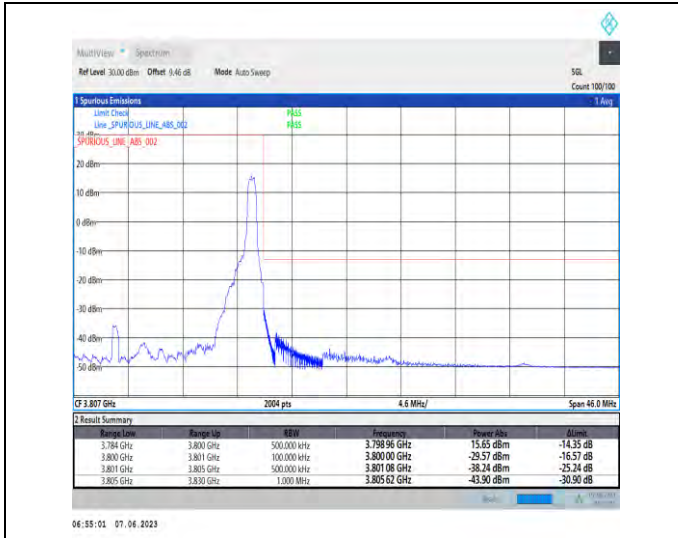 MultiView Spectrum
Ref Level 30.00 dBm Offset 9.46 dB Mode Auto Sweep SGL
Count 100/100
1 Spurious Emissions 1 Avg
Limit Check PASS
Line _SPURIOUS_LINE_ABS_002 PASS
30 dBm
_SPURIOUS_LINE_ABS_002
20 dBm
10 dBm
0 dBm
-10 dBm
-20 dBm
-30 dBm
-40 dBm
-50 dBm
CF 3.807 GHz 2004 pts 4.6 MHz/ Span 46.0 MHz
2 Result Summary
Range Low Range Up RBW Frequency Power Abs ΔLimit
3.784 GHz 3.800 GHz 500.000 kHz 3.798 96 GHz 15.65 dBm -14.35 dB
3.800 GHz 3.801 GHz 100.000 kHz 3.800 00 GHz -29.57 dBm -16.57 dB
3.801 GHz 3.805 GHz 500.000 kHz 3.801 08 GHz -38.24 dBm -25.24 dB
3.805 GHz 3.830 GHz 1.000 MHz 3.805 62 GHz -43.90 dBm -30.90 dB
06:55:01 07.06.2023